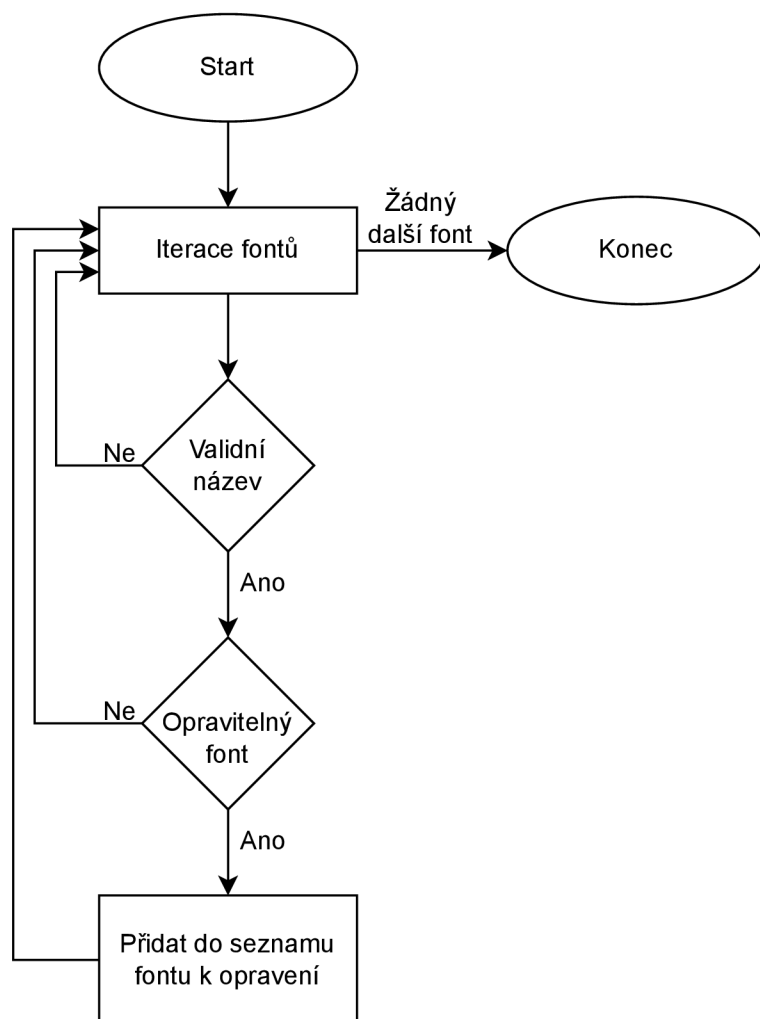 Start
Žádný
další font
Iterace fontů
Konec
Ne
Validní
název
Ano
Ne
Opravitelný
font
Ano
Přidat do seznamu
fontu k opravení